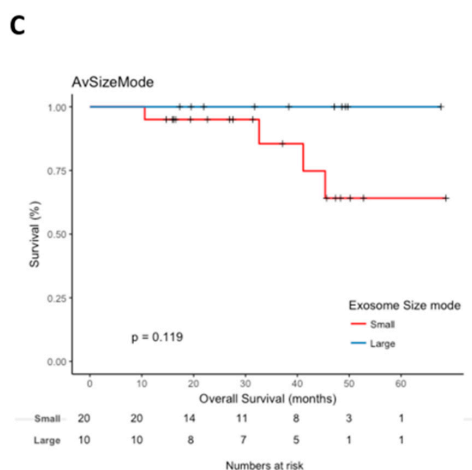 C
AvSizeMode
1.00
0.75
0.50
0.25
0.00
Survival (%)
p = 0.119
Exosome Size mode
Small
Large
0 10 20 30 40 50 60
Overall Survival (months)
Small 20 20 14 11 8 3 1
Large 10 10 8 7 5 1 1
Numbers at risk